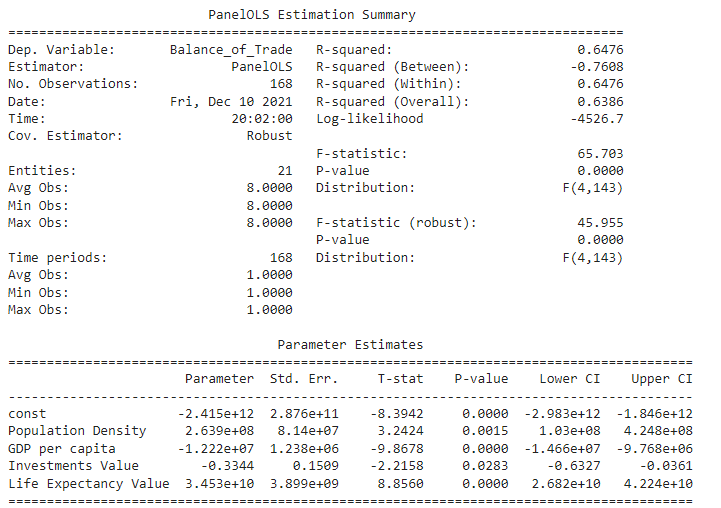 PanelOLS Estimation Summary
================================================================================
Dep. Variable: Balance_of_Trade R-squared: 0.6476
Estimator: PanelOLS R-squared (Between): -0.7608
No. Observations: 168 R-squared (Within): 0.6476
Date: Fri, Dec 10 2021 R-squared (Overall): 0.6386
Time: 20:02:00 Log-likelihood -4526.7
Cov. Estimator: Robust
F-statistic: 65.703
Entities: 21 P-value 0.0000
Avg Obs: 8.0000 Distribution: F(4,143)
Min Obs: 8.0000
Max Obs: 8.0000 F-statistic (robust): 45.955
P-value 0.0000
Time periods: 168 Distribution: F(4,143)
Avg Obs: 1.0000
Min Obs: 1.0000
Max Obs: 1.0000
Parameter Estimates
=========================================================================================
Parameter Std. Err. T-stat P-value Lower CI Upper CI
-----------------------------------------------------------------------------------------
const -2.415e+12 2.876e+11 -8.3942 0.0000 -2.983e+12 -1.846e+12
Population Density 2.639e+08 8.14e+07 3.2424 0.0015 1.03e+08 4.248e+08
GDP per capita -1.222e+07 1.238e+06 -9.8678 0.0000 -1.466e+07 -9.768e+06
Investments Value -0.3344 0.1509 -2.2158 0.0283 -0.6327 -0.0361
Life Expectancy Value 3.453e+10 3.899e+09 8.8560 0.0000 2.682e+10 4.224e+10
=========================================================================================